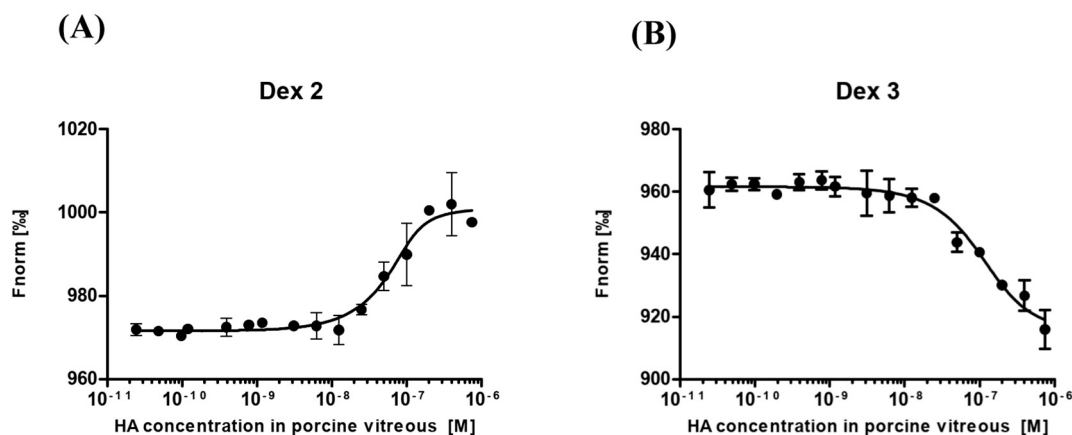 (A)
Dex 2
Fnorm [‰]
1020
1000
980
960
10⁻¹¹ 10⁻¹⁰ 10⁻⁹ 10⁻⁸ 10⁻⁷ 10⁻⁶
HA concentration in porcine vitreous [M]
(B)
Dex 3
Fnorm [‰]
980
960
940
920
900
10⁻¹¹ 10⁻¹⁰ 10⁻⁹ 10⁻⁸ 10⁻⁷ 10⁻⁶
HA concentration in porcine vitreous [M]